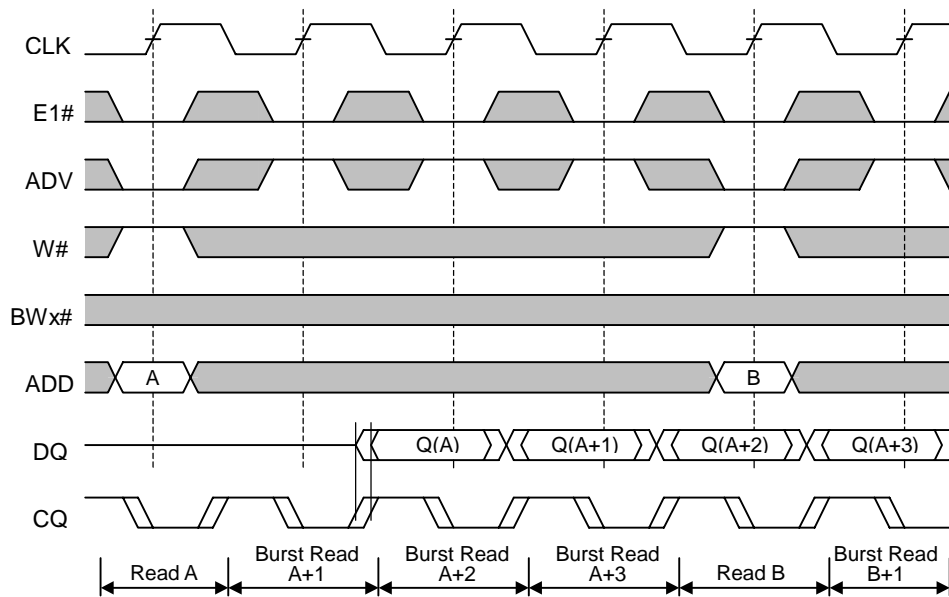 CLK
E1#
ADV
W#
BWx#
ADD
A
B
DQ
Q(A)
Q(A+1)
Q(A+2)
Q(A+3)
CQ
Read A
Burst Read
A+1
Burst Read
A+2
Burst Read
A+3
Read B
Burst Read
B+1